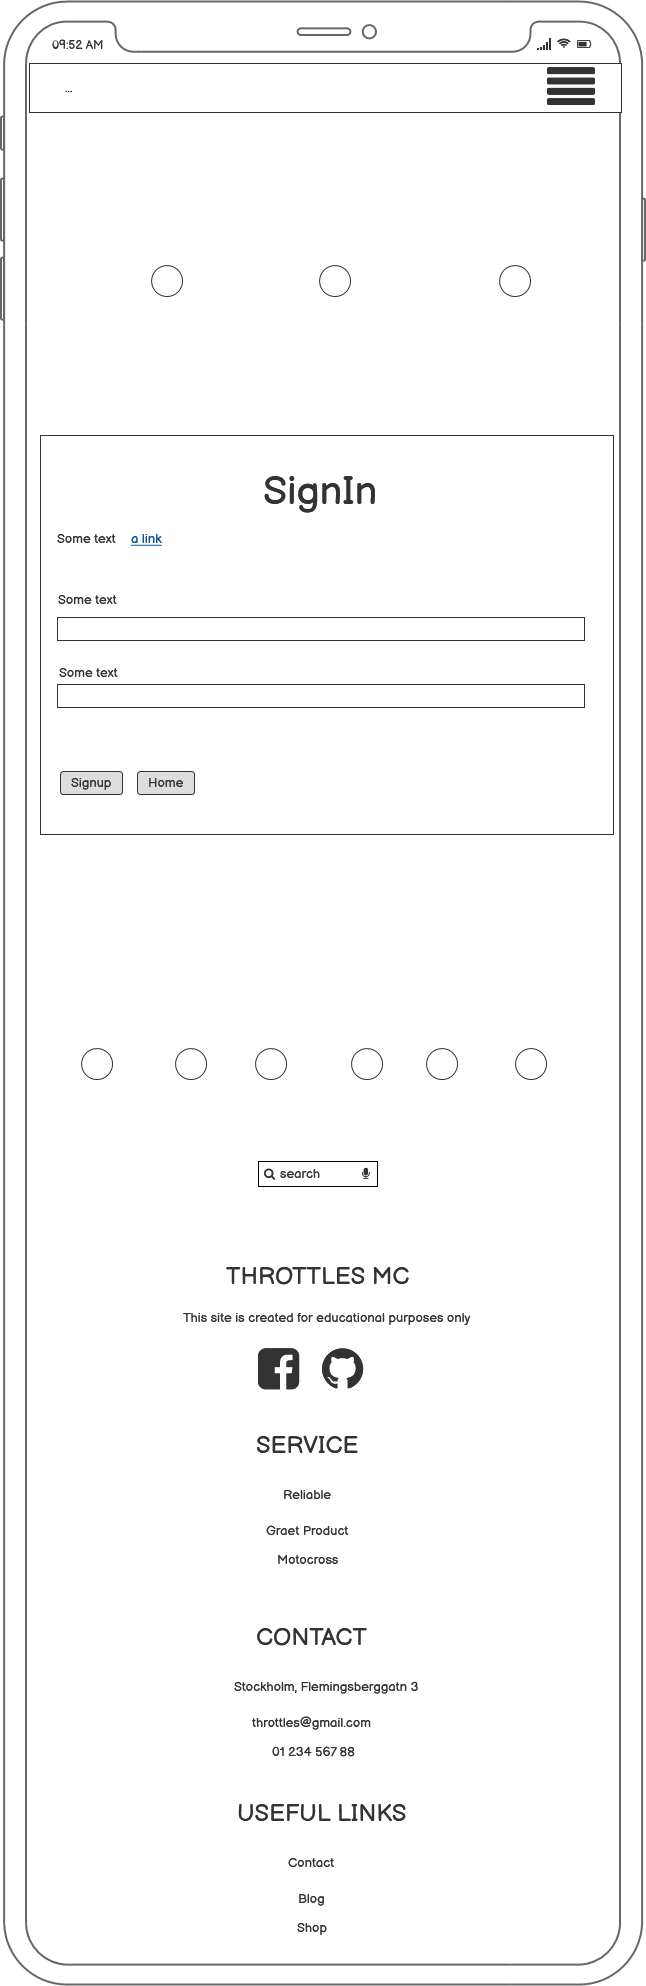 09:52 AM
...
SignIn
Some text a link
Some text
Some text
Signup Home
search
THROTTLES MC
This site is created for educational purposes only
SERVICE
Reliable
Graet Product
Motocross
CONTACT
Stockholm, Flemingsberggatn 3
throttles@gmail.com
01 234 567 88
USEFUL LINKS
Contact
Blog
Shop